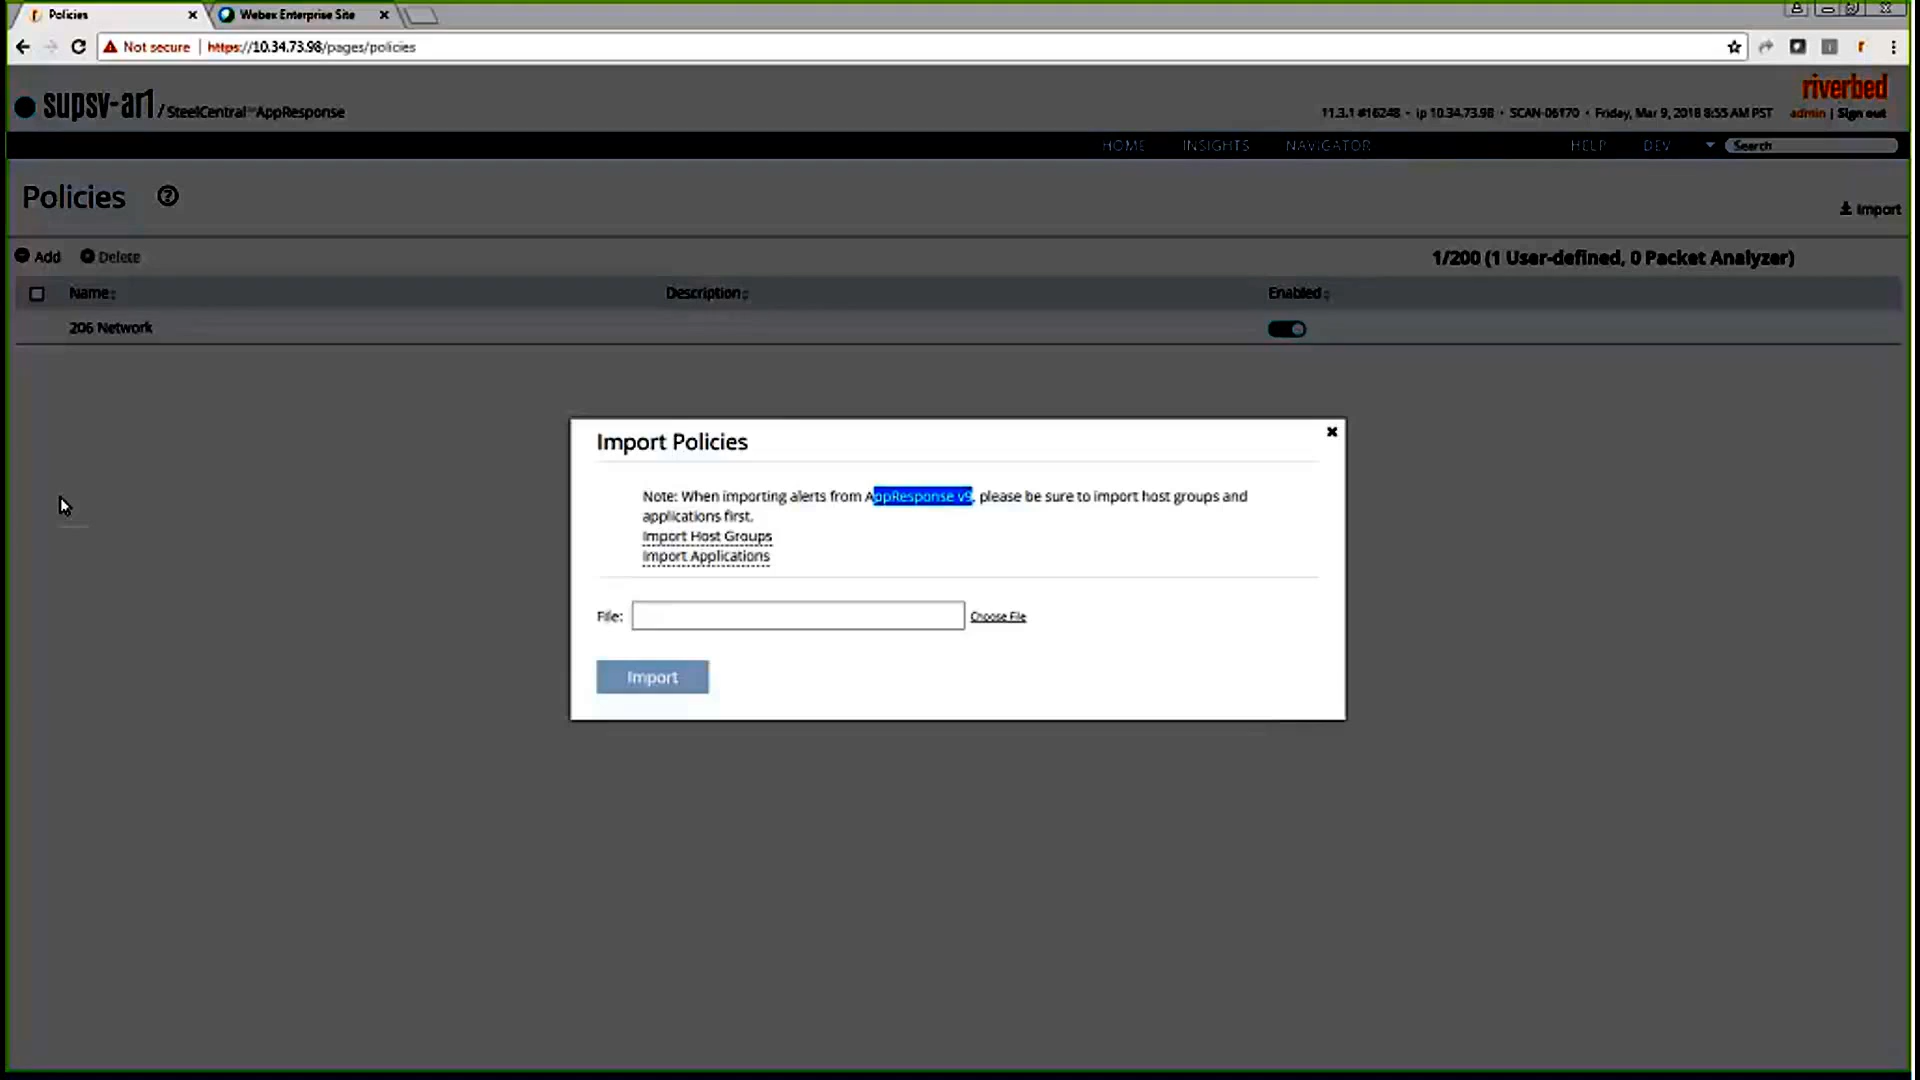 Policies
Webex Enterprise Site
Not secure | https://10.34.73.98/pages/policies
supsv-ar1 / SteelCentral™AppResponse
riverbed
11.3.1 #16248 • ip 10.34.73.98 • SCAN-06170 • Friday, Mar 9, 2018 8:55 AM PST
admin | Sign out
HOME INSIGHTS NAVIGATOR HELP DEV Search
Policies
Import
Add Delete
1/200 (1 User-defined, 0 Packet Analyzer)
Name Description Enabled
206 Network
Import Policies
Note: When importing alerts from AppResponse v9, please be sure to import host groups and
applications first.
Import Host Groups
Import Applications
File: Choose File
Import